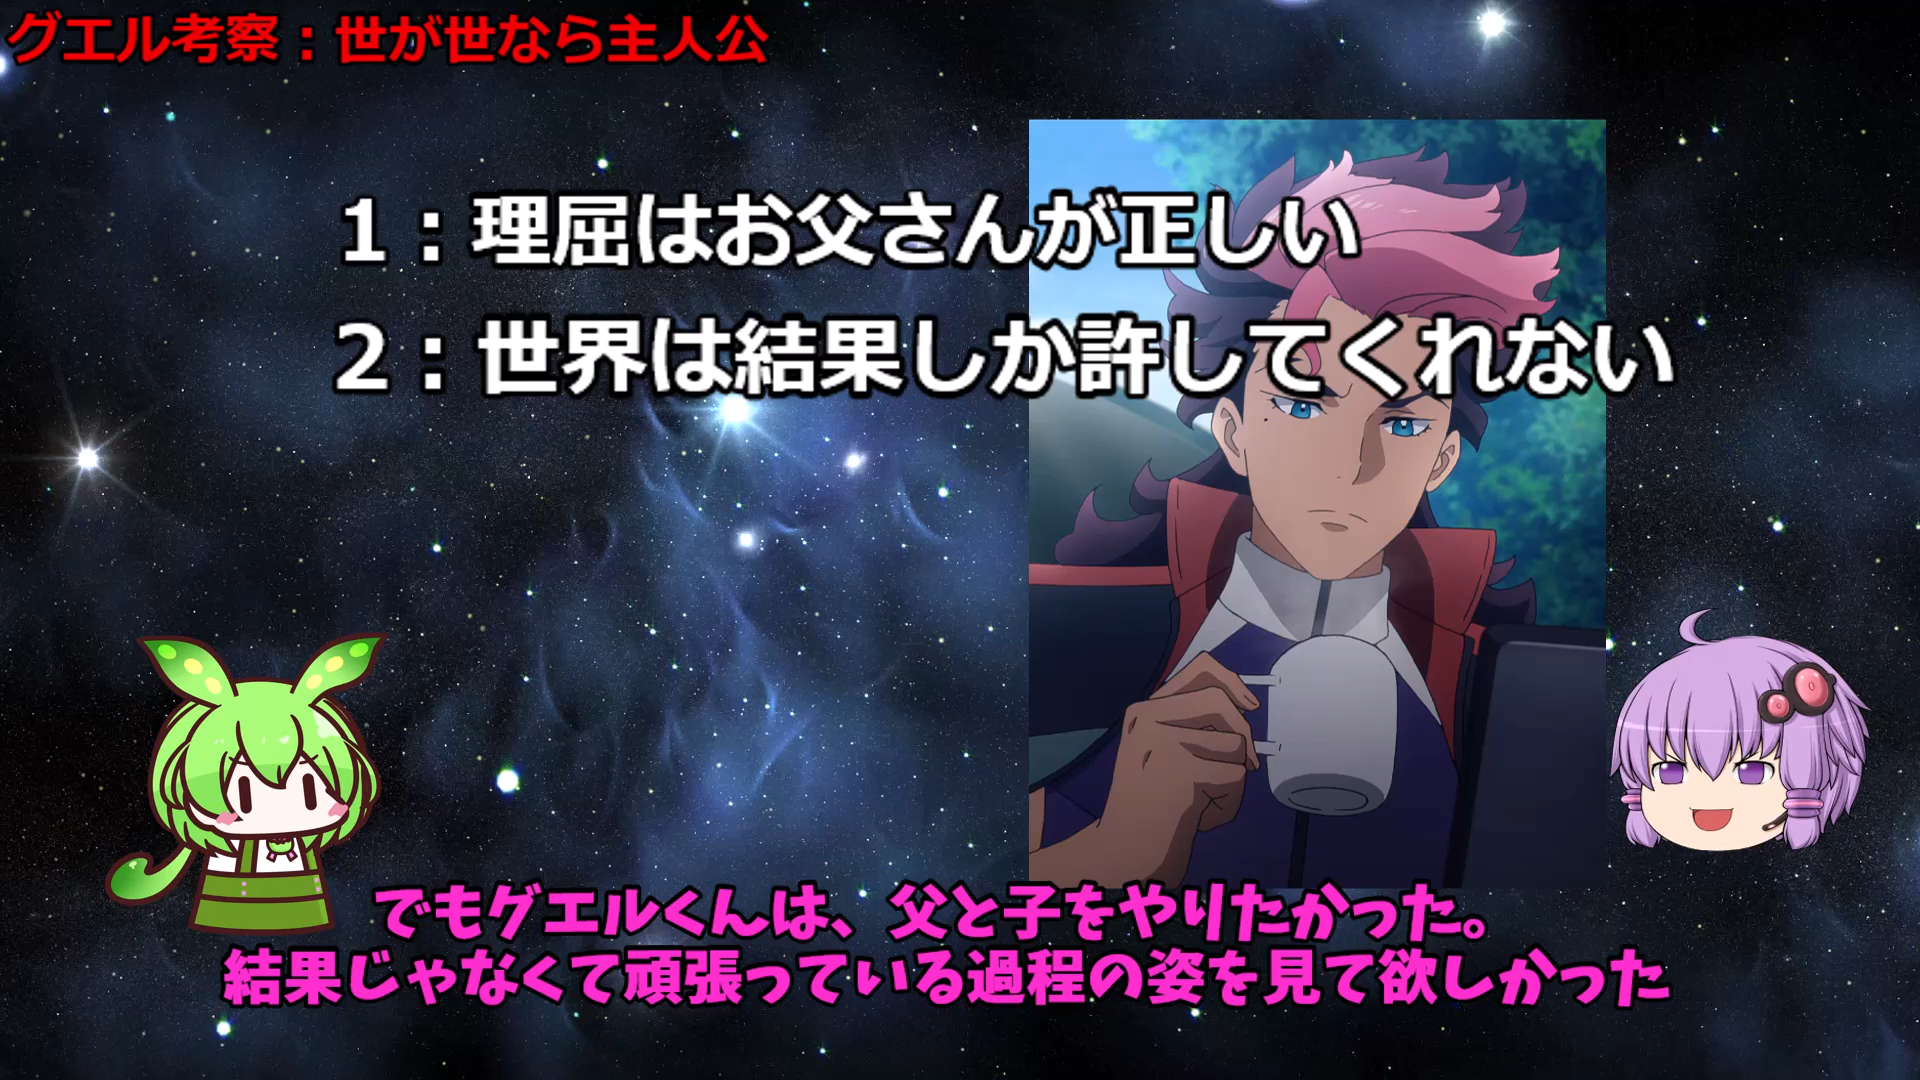 グエル考察：世が世なら主人公
１：理屈はお父さんが正しい
２：世界は結果しか許してくれない
でもグエルくんは、父と子をやりたかった。
結果じゃなくて頑張っている過程の姿を見て欲しかった